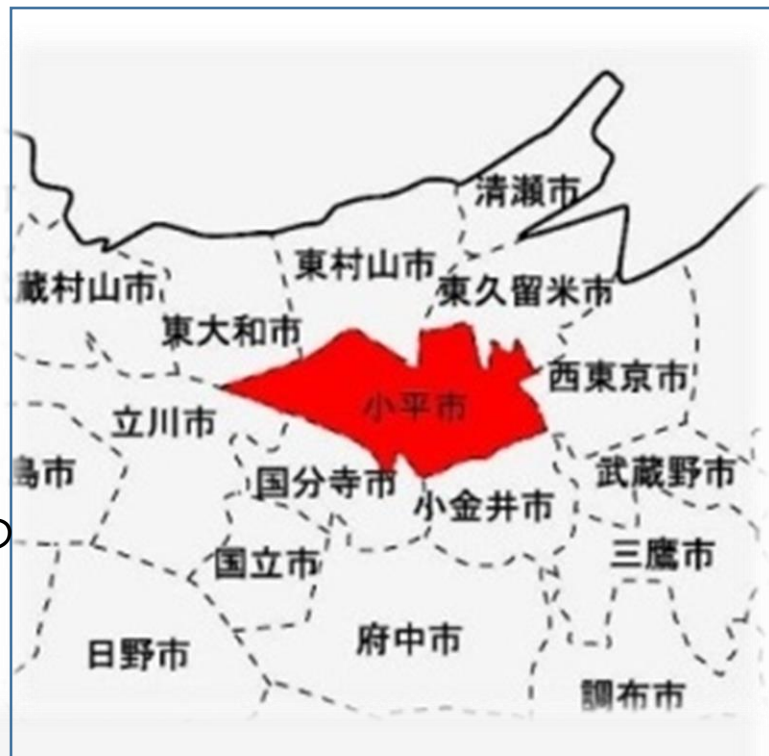 清瀬市
東村山市
蔵村山市
東久留米市
東大和市
西東京市
小平市
立川市
島市
国分寺市
武蔵野市
小金井市
国立市
三鷹市
日野市
府中市
調布市